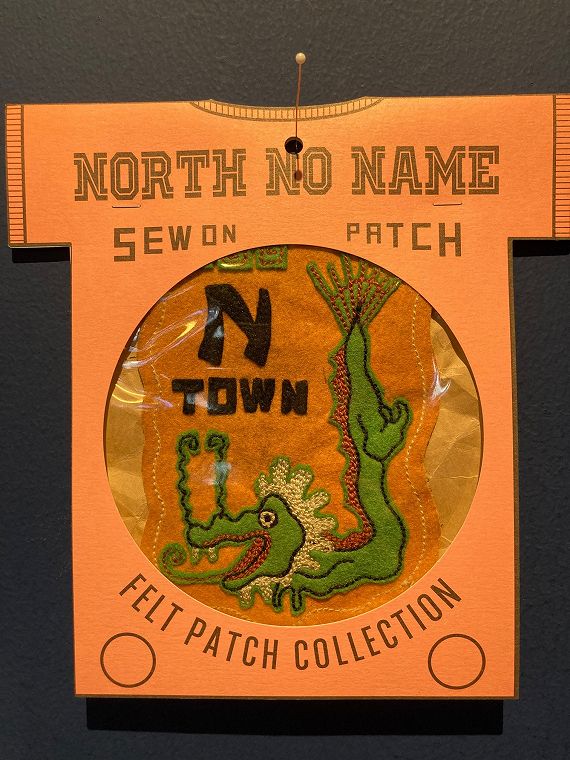 NORTH NO NAME
SEW ON PATCH
N
TOWN
FELT PATCH COLLECTION